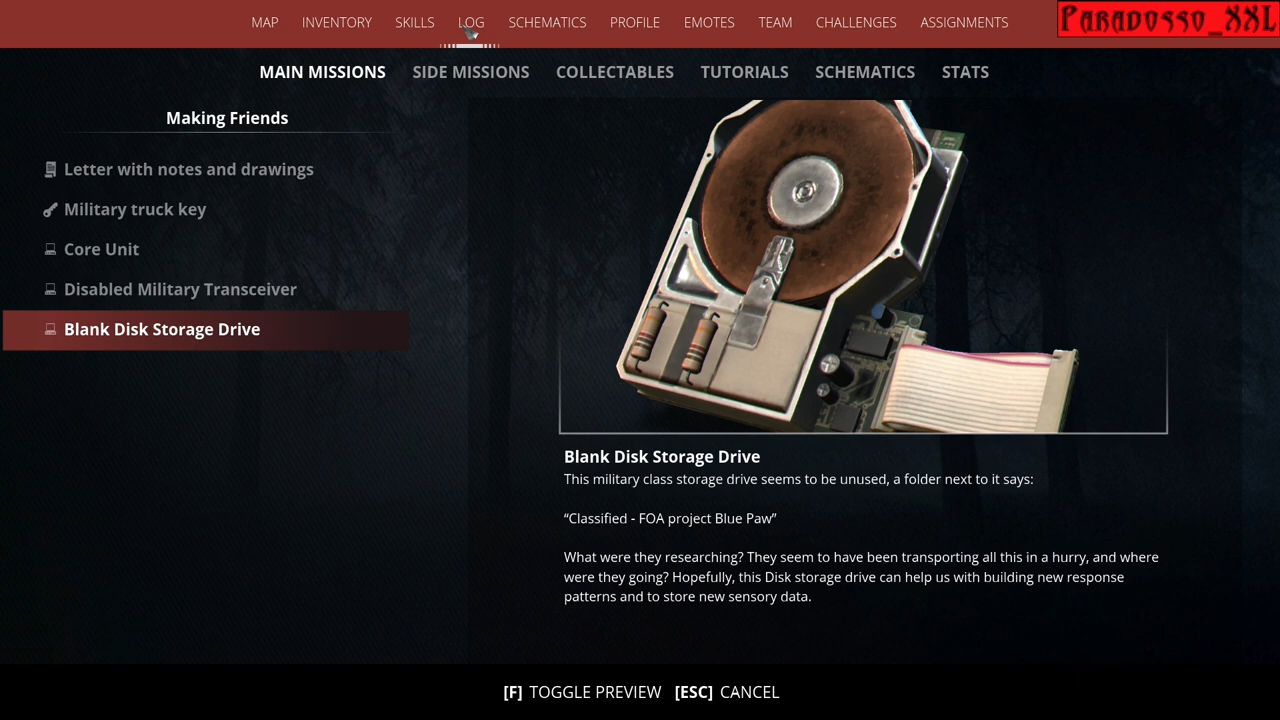 MAP INVENTORY SKILLS LOG SCHEMATICS PROFILE EMOTES TEAM CHALLENGES ASSIGNMENTS
Paradosso_XXL
MAIN MISSIONS SIDE MISSIONS COLLECTABLES TUTORIALS SCHEMATICS STATS
Making Friends
Letter with notes and drawings
Military truck key
Core Unit
Disabled Military Transceiver
Blank Disk Storage Drive
Blank Disk Storage Drive
This military class storage drive seems to be unused, a folder next to it says:
“Classified - FOA project Blue Paw”
What were they researching? They seem to have been transporting all this in a hurry, and where
were they going? Hopefully, this Disk storage drive can help us with building new response
patterns and to store new sensory data.
[F] TOGGLE PREVIEW [ESC] CANCEL